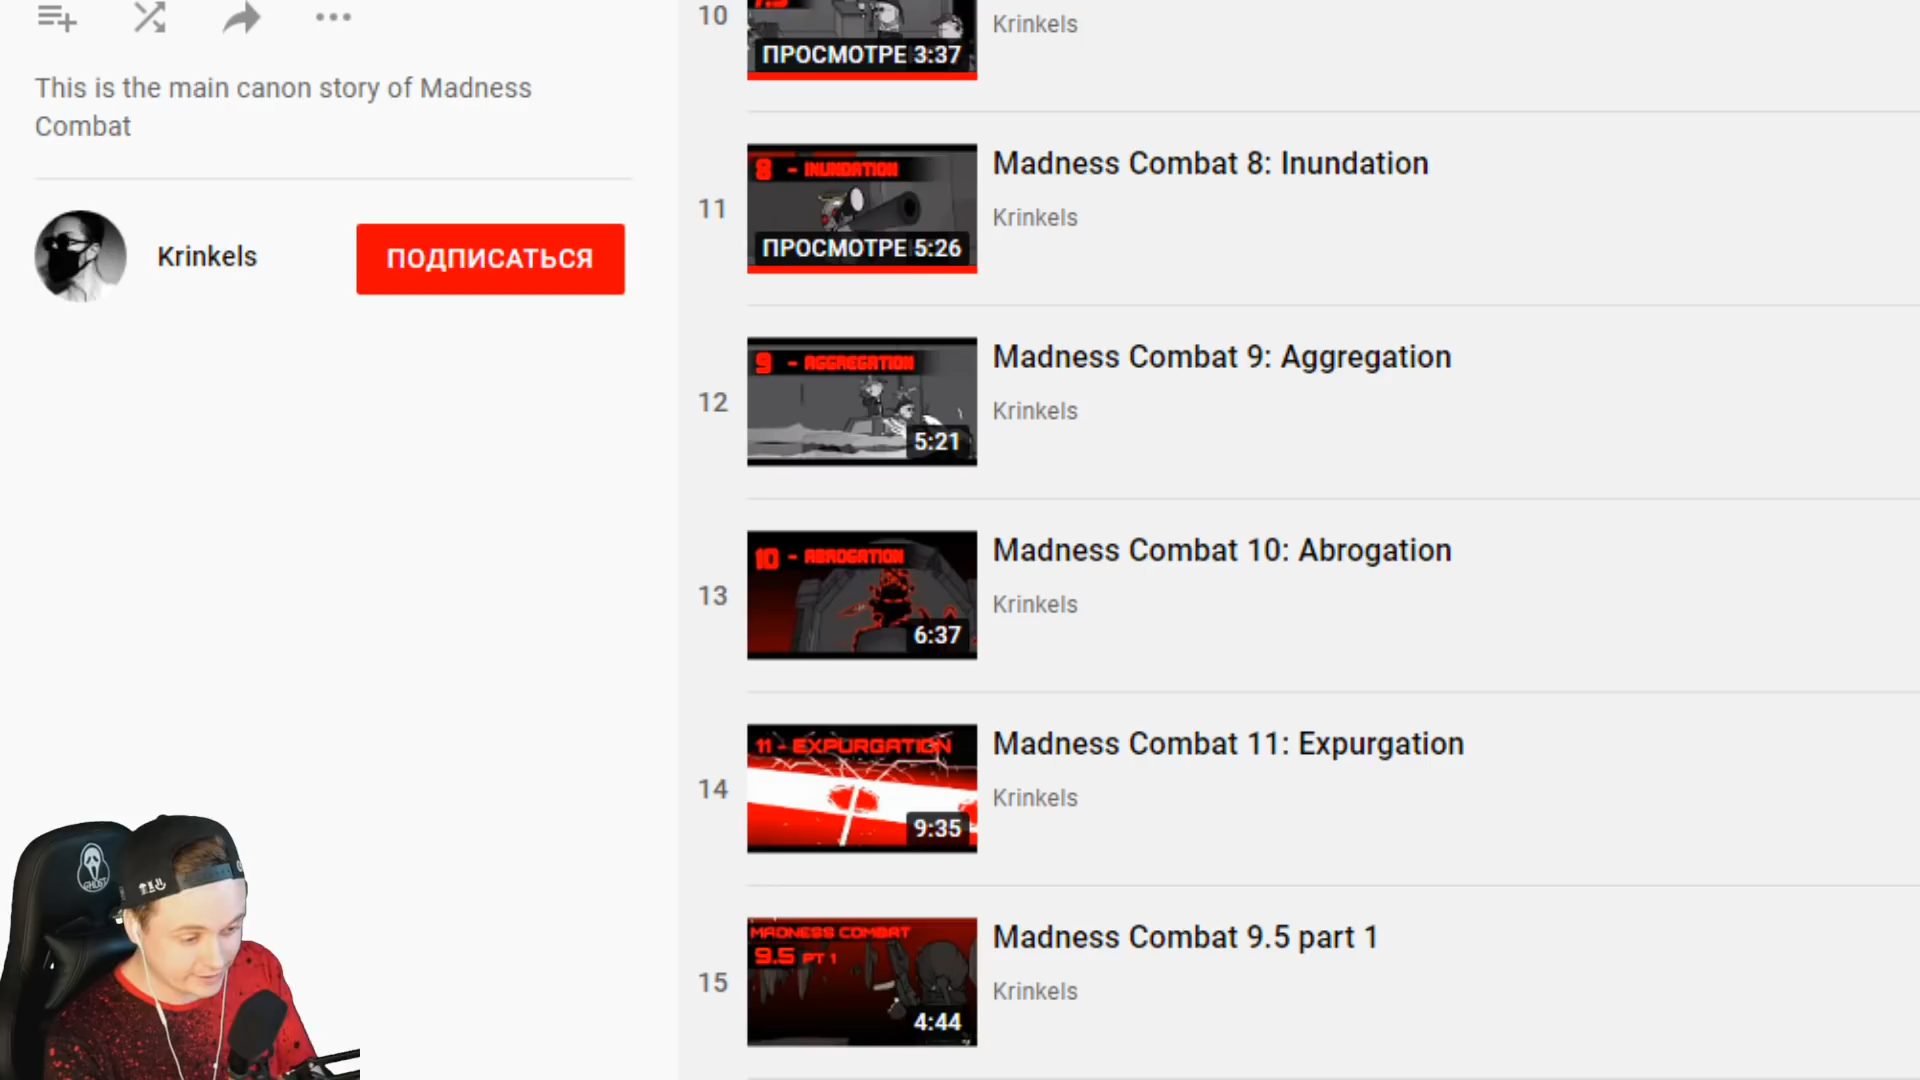 This is the main canon story of Madness
Combat
Krinkels
ПОДПИСАТЬСЯ
10
7.5
ПРОСМОТРЕ 3:37
Krinkels
11
8 - INUNDATION
ПРОСМОТРЕ 5:26
Madness Combat 8: Inundation
Krinkels
12
9 - AGGREGATION
5:21
Madness Combat 9: Aggregation
Krinkels
13
10 - ABROGATION
6:37
Madness Combat 10: Abrogation
Krinkels
14
11 - EXPURGATION
9:35
Madness Combat 11: Expurgation
Krinkels
15
MADNESS COMBAT
9.5 PT 1
4:44
Madness Combat 9.5 part 1
Krinkels
GHOST